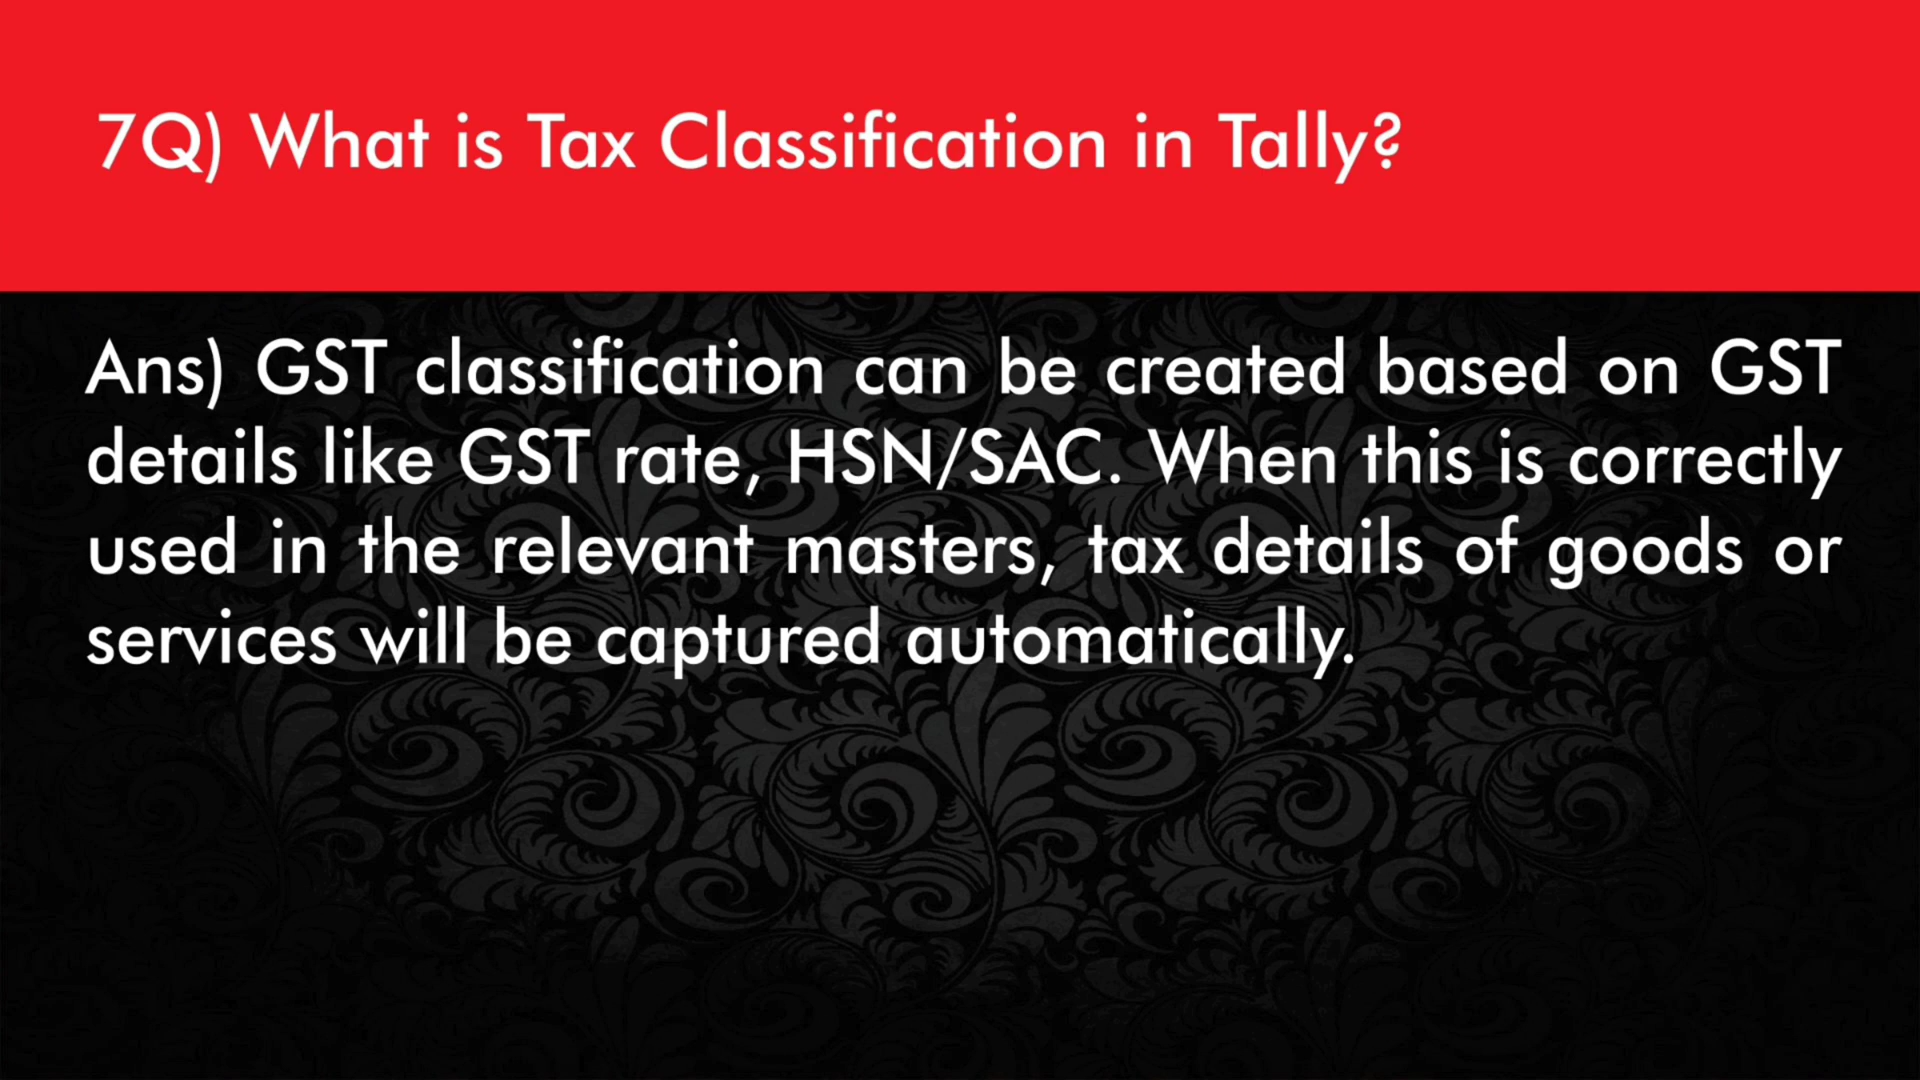 7Q) What is Tax Classification in Tally?
Ans) GST classification can be created based on GST
details like GST rate, HSN/SAC. When this is correctly
used in the relevant masters, tax details of goods or
services will be captured automatically.